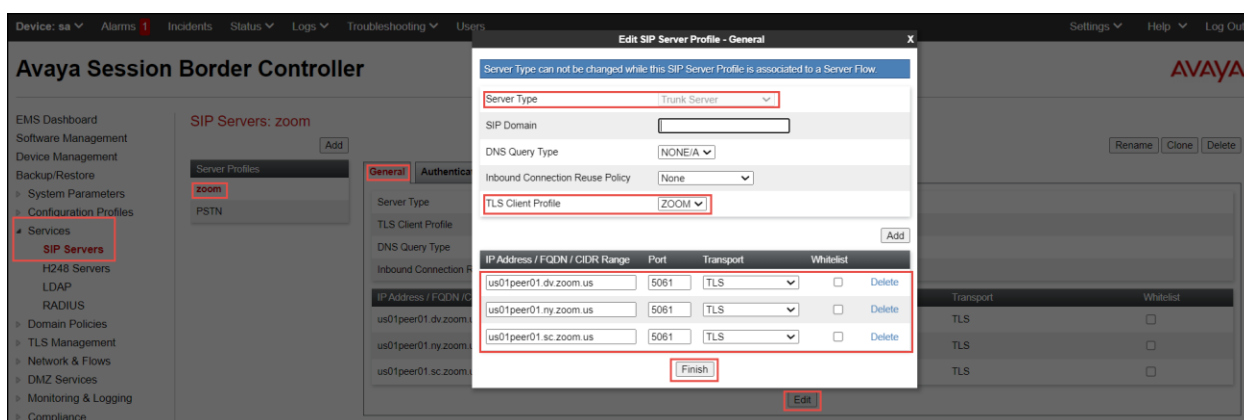 Device: sa Alarms 1 Incidents Status Logs Troubleshooting Users Settings Help Log Out
Avaya Session Border Controller
AVAYA
EMS Dashboard
Software Management
Device Management
Backup/Restore
System Parameters
Configuration Profiles
Services
SIP Servers
H248 Servers
LDAP
RADIUS
Domain Policies
TLS Management
Network & Flows
DMZ Services
Monitoring & Logging
Compliance
SIP Servers: zoom
Add
Rename Clone Delete
Server Profiles
zoom
PSTN
General
Server Type
TLS Client Profile
DNS Query Type
Transport Whitelist
us01peer01.dv.zoom.u
TLS
us01peer01.ny.zoom.u
TLS
us01peer01.sc.zoom.u
TLS
Edit
Edit SIP Server Profile - General X
Server Type can not be changed while this SIP Server Profile is associated to a Server Flow.
Server Type Trunk Server
SIP Domain
DNS Query Type NONE/A
Inbound Connection Reuse Policy None
TLS Client Profile ZOOM
Add
IP Address / FQDN / CIDR Range Port Transport Whitelist
us01peer01.dv.zoom.us 5061 TLS Delete
us01peer01.ny.zoom.us 5061 TLS Delete
us01peer01.sc.zoom.us 5061 TLS Delete
Finish